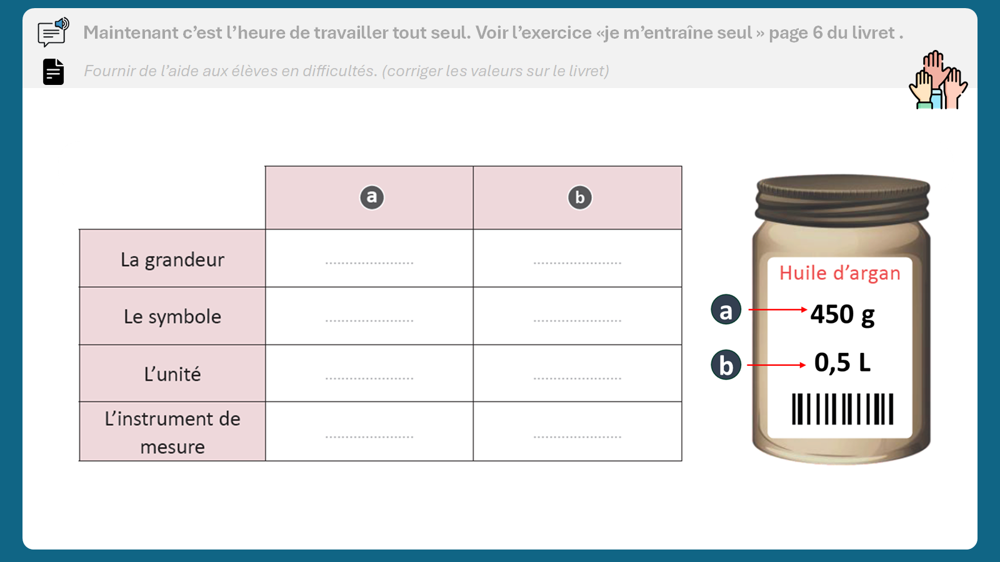 Maintenant c’est l’heure de travailler tout seul. Voir l’exercice «je m’entraîne seul » page 6 du livret .
Fournir de l’aide aux élèves en difficultés. (corriger les valeurs sur le livret)
a b
La grandeur ...................... ......................
Le symbole ...................... ......................
L’unité ...................... ......................
L’instrument de
mesure ...................... ......................
Huile d’argan
a 450 g
b 0,5 L